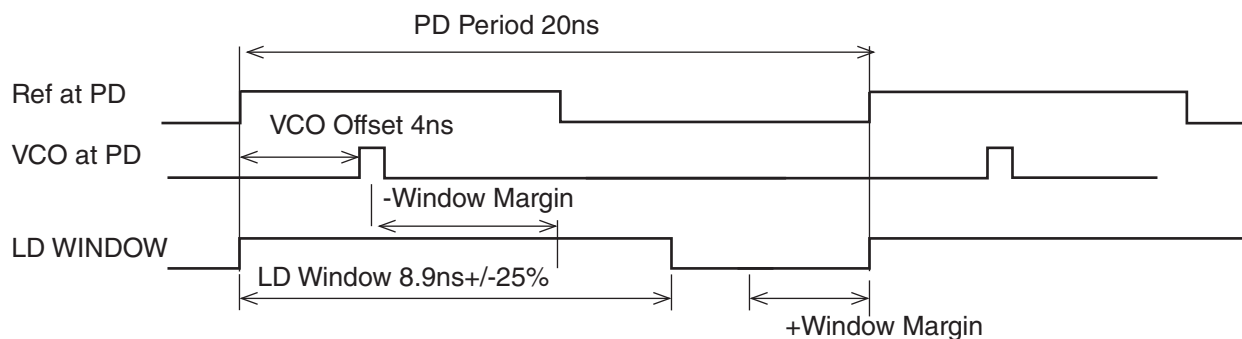 PD Period 20ns
Ref at PD
VCO Offset 4ns
VCO at PD
-Window Margin
LD WINDOW
LD Window 8.9ns+/-25%
+Window Margin